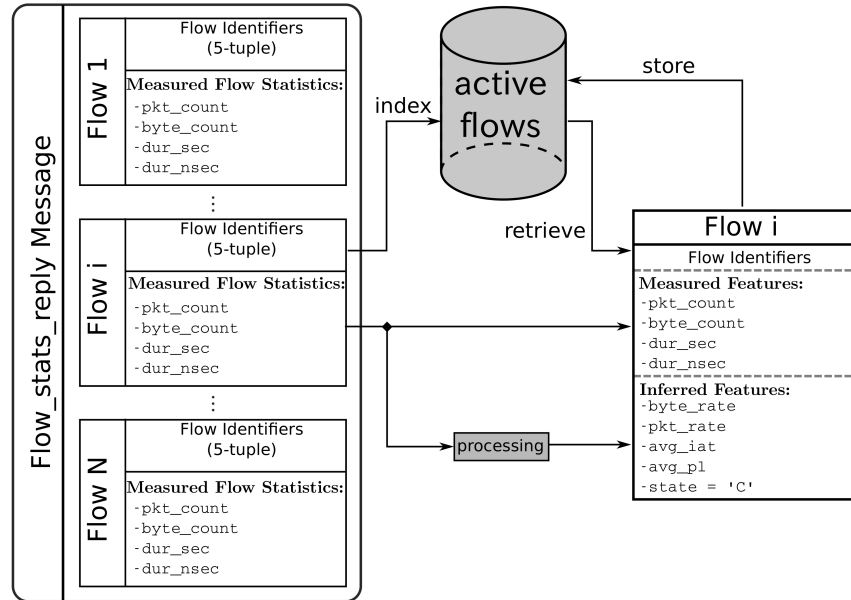 Flow_stats_reply Message
Flow 1
Flow Identifiers
(5-tuple)
Measured Flow Statistics:
-pkt_count
-byte_count
-dur_sec
-dur_nsec
⋮
Flow i
Flow Identifiers
(5-tuple)
Measured Flow Statistics:
-pkt_count
-byte_count
-dur_sec
-dur_nsec
⋮
Flow N
Flow Identifiers
(5-tuple)
Measured Flow Statistics:
-pkt_count
-byte_count
-dur_sec
-dur_nsec
index
active
flows
store
retrieve
processing
Flow i
Flow Identifiers
Measured Features:
-pkt_count
-byte_count
-dur_sec
-dur_nsec
Inferred Features:
-byte_rate
-pkt_rate
-avg_iat
-avg_pl
-state = 'C'